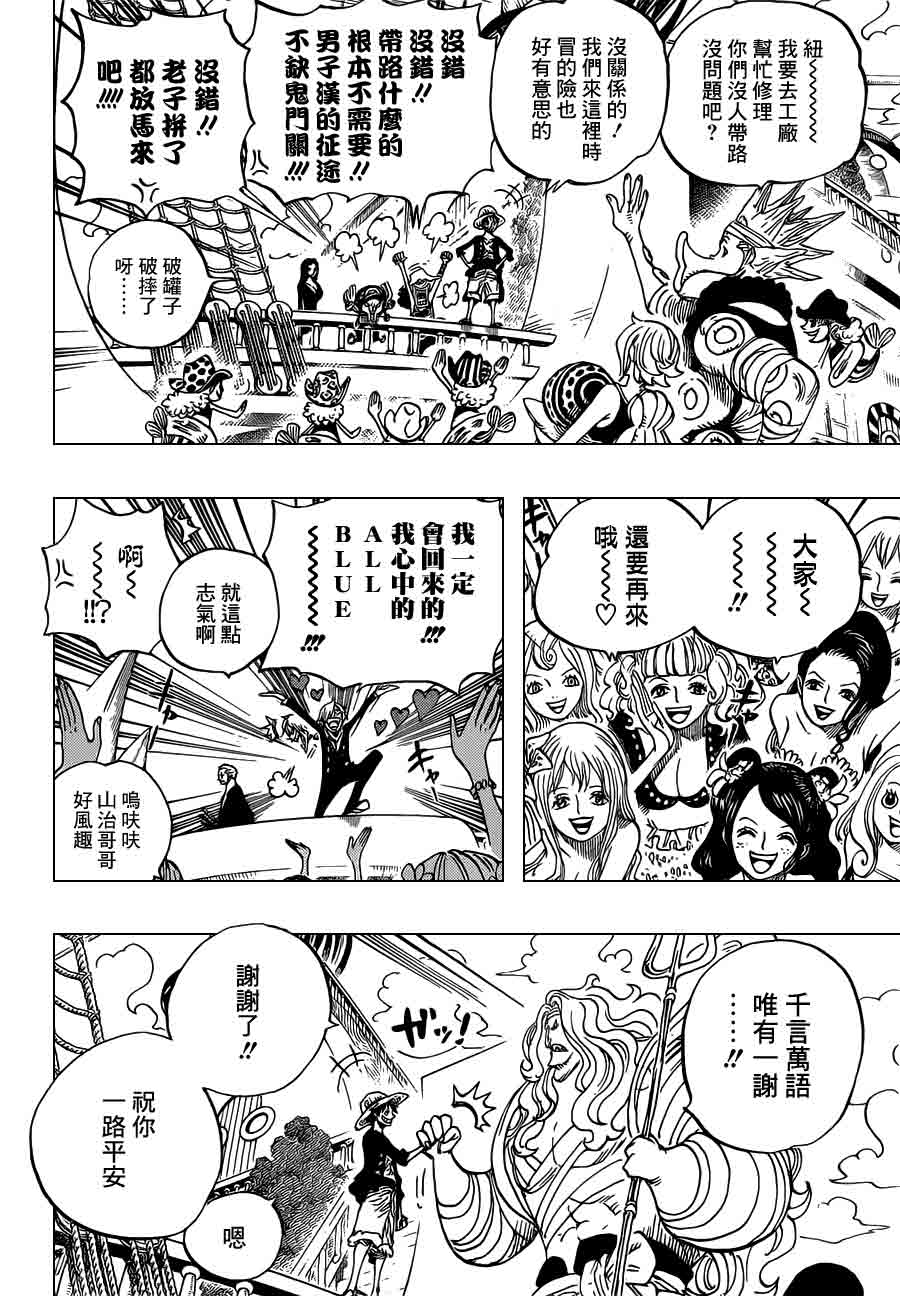 紐〰〰
我要去工廠
幫忙修理
你們沒人帶路
沒問題吧?
沒關係的!
我們來這裡時
冒的險也
好有意思的
沒錯
沒錯!!
帶路什麼的
根本不需要!!
男子漢的征途
不缺鬼門關!!!!
沒錯!!
老子拼了
都放馬來
吧!!!!
破罐子
破摔了
呀……
大家
〰〰!!
還要再來
哦〰♡
我一定
會回來的!!!
我心中的
ALL
BLUE
〰〰!!!
就這點
志氣啊
啊〰
〰〰!!?
嗚呋呋
山治哥哥
好風趣
千言萬語
唯有一謝
……!!
ガッ!
謝
謝了!!
祝你
一路平安
嗯